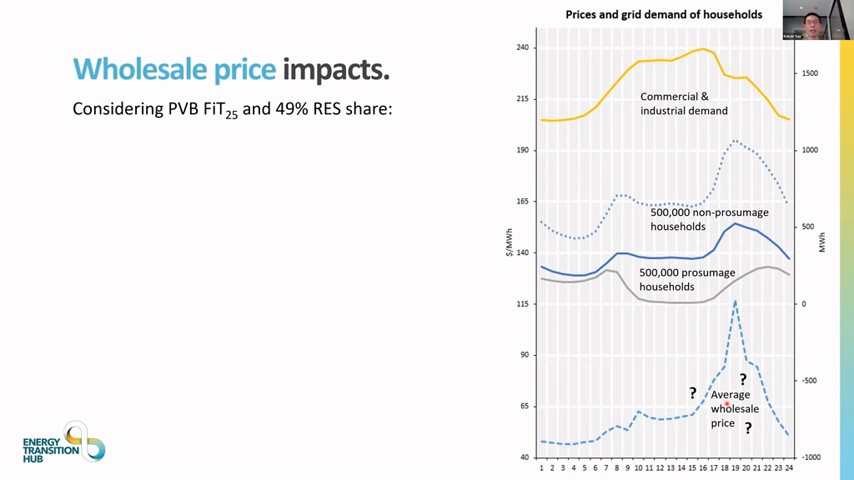 Prices and grid demand of households
Wholesale price impacts.
Considering PVB FiT25 and 49% RES share:
240
215
190
165
140
115
90
65
40
$/MWh
1500
1000
500
0
-500
-1000
MWh
Commercial &
industrial demand
500,000 non-prosumage
households
500,000 prosumage
households
?
?
Average
wholesale
price
?
1 2 3 4 5 6 7 8 9 10 11 12 13 14 15 16 17 18 19 20 21 22 23 24
ENERGY
TRANSITION
HUB